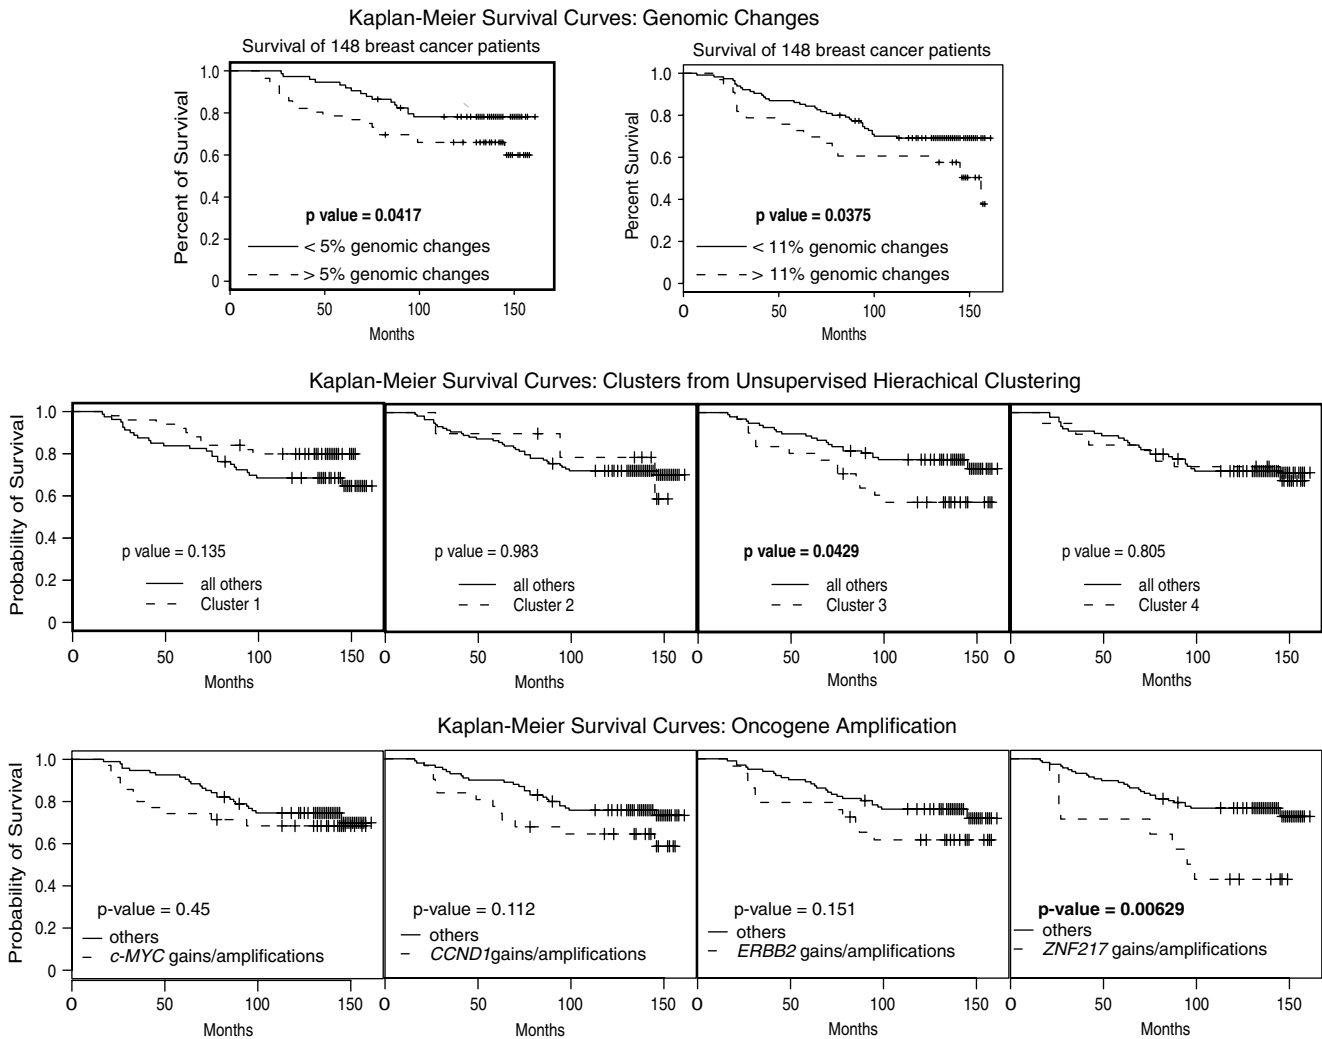 Kaplan-Meier Survival Curves: Genomic Changes
Survival of 148 breast cancer patients
Percent of Survival
1.0
0.8
0.6
0.4
0.2
0
p value = 0.0417
< 5% genomic changes
> 5% genomic changes
0 50 100 150
Months
Survival of 148 breast cancer patients
Percent Survival
1.0
0.8
0.6
0.4
0.2
0
p value = 0.0375
< 11% genomic changes
> 11% genomic changes
0 50 100 150
Months
Kaplan-Meier Survival Curves: Clusters from Unsupervised Hierachical Clustering
Probability of Survival
1.0
0.8
0.6
0.4
0.2
0
p value = 0.135
all others
Cluster 1
0 50 100 150
Months
p value = 0.983
all others
Cluster 2
0 50 100 150
Months
p value = 0.0429
all others
Cluster 3
0 50 100 150
Months
p value = 0.805
all others
Cluster 4
0 50 100 150
Months
Kaplan-Meier Survival Curves: Oncogene Amplification
Probability of Survival
1.0
0.8
0.6
0.4
0.2
0
p-value = 0.45
others
c-MYC gains/amplifications
0 50 100 150
Months
p-value = 0.112
others
CCND1gains/amplifications
0 50 100 150
Months
p-value = 0.151
others
ERBB2 gains/amplifications
0 50 100 150
Months
p-value = 0.00629
others
ZNF217 gains/amplifications
0 50 100 150
Months